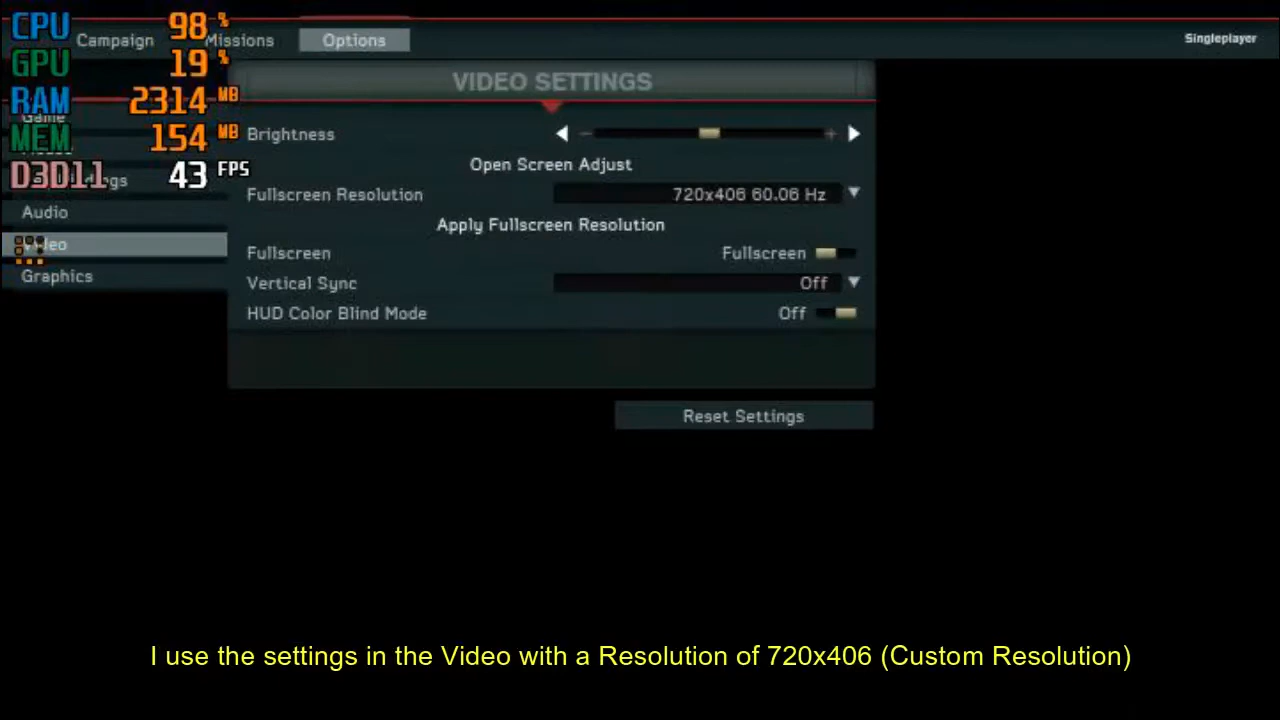 CPU 98 %
Campaign Missions Options Singleplayer
GPU 19 %
VIDEO SETTINGS
RAM 2314 MB
Game
MEM 154 MB
Brightness - +
D3D11 43 FPS
Open Screen Adjust
Fullscreen Resolution 720x406 60.06 Hz
Audio
Apply Fullscreen Resolution
Video
Fullscreen Fullscreen
Graphics
Vertical Sync Off
HUD Color Blind Mode Off
Reset Settings
I use the settings in the Video with a Resolution of 720x406 (Custom Resolution)